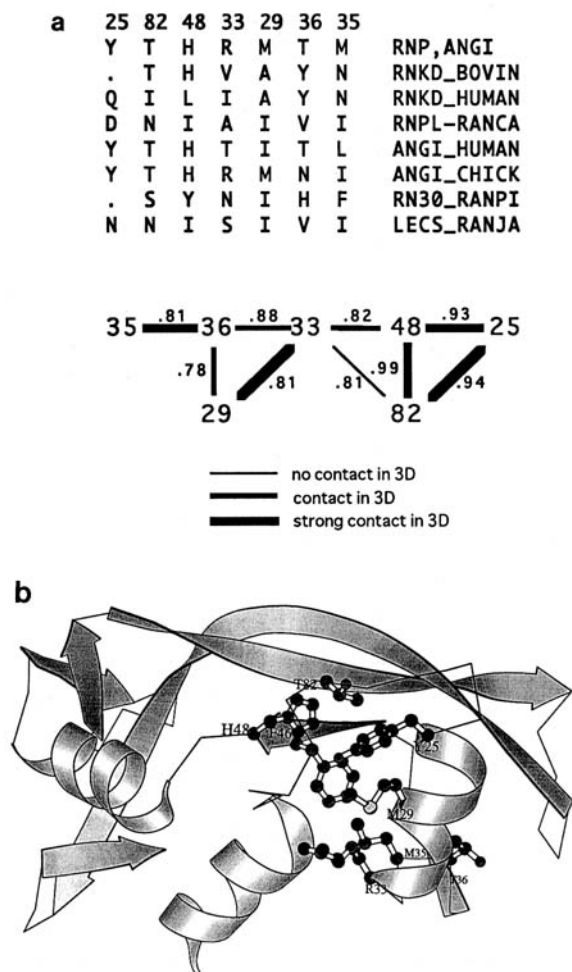 a
25 82 48 33 29 36 35
Y T H R M T M RNP,ANGI
. T H V A Y N RNKD_BOVIN
Q I L I A Y N RNKD_HUMAN
D N I A I V I RNPL-RANCA
Y T H T I T L ANGI_HUMAN
Y T H R M N I ANGI_CHICK
. S Y N I H F RN30_RANPI
N N I S I V I LECS_RANJA
.81 .88 .82 .93
35 36 33 48 25
.78 .81 .81 .99 .94
29 82
no contact in 3D
contact in 3D
strong contact in 3D
b
T82
H48 F46 Y25
M29
M35
R33 T36